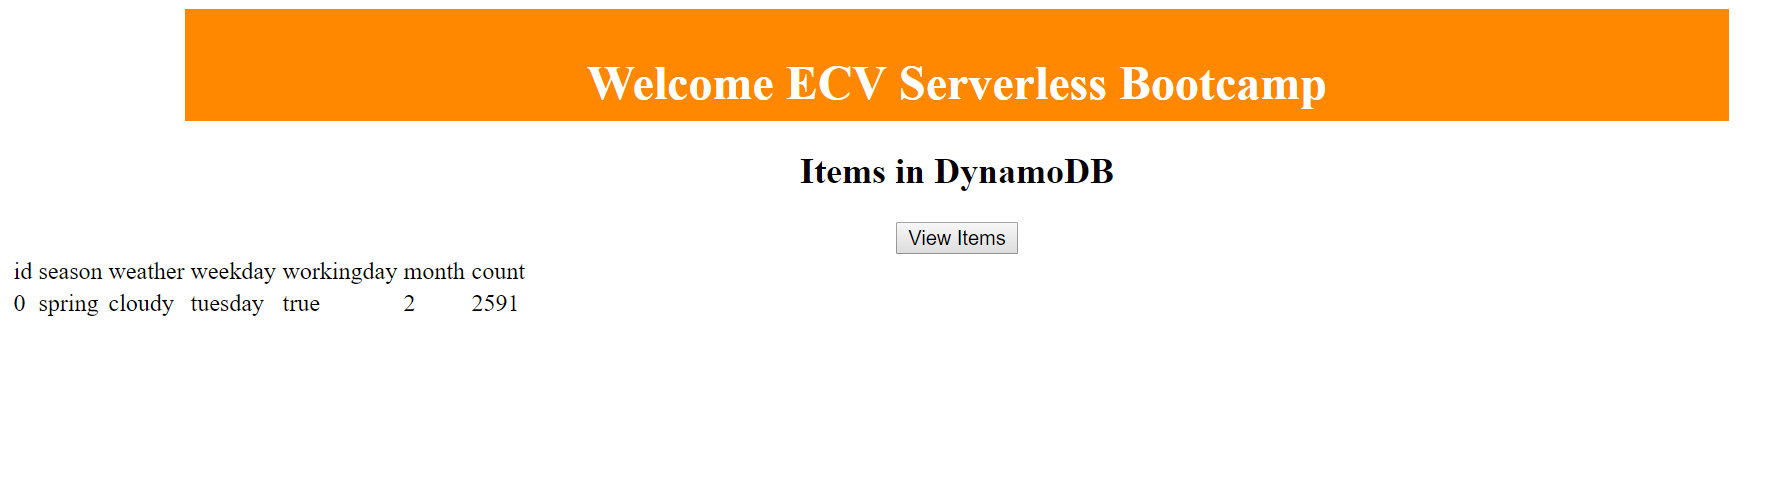 Welcome ECV Serverless Bootcamp
Items in DynamoDB
View Items
id season weather weekday workingday month count
0 spring cloudy tuesday true 2 2591